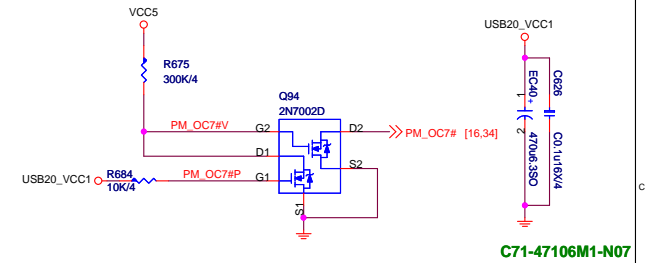 VCC5
R675
300K/4
Q94
2N7002D
PM_OC7#V
G2
D2
PM_OC7# [16,34]
D1
S2
USB20_VCC1
R684
10K/4
PM_OC7#P
G1
S1
USB20_VCC1
1
+
2
EC40
470u6.3SO
C626
C0.1u16X/4
C
C71-47106M1-N07